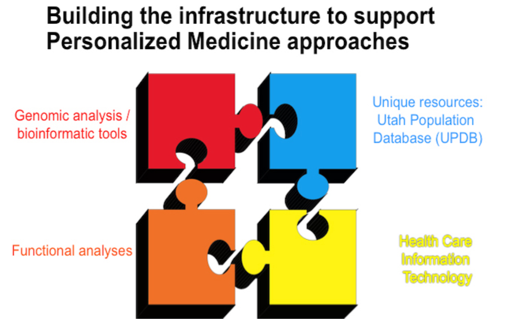 Building the infrastructure to support
Personalized Medicine approaches
Genomic analysis /
bioinformatic tools
Unique resources:
Utah Population
Database (UPDB)
Functional analyses
Health Care
Information
Technology